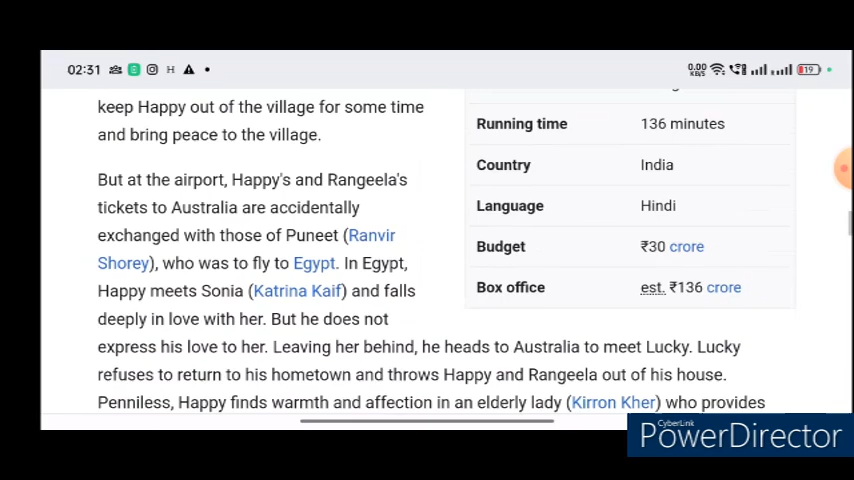 02:31 H
0.00 KB/S 19
keep Happy out of the village for some time
and bring peace to the village.
But at the airport, Happy's and Rangeela's
tickets to Australia are accidentally
exchanged with those of Puneet (Ranvir
Shorey), who was to fly to Egypt. In Egypt,
Happy meets Sonia (Katrina Kaif) and falls
deeply in love with her. But he does not
express his love to her. Leaving her behind, he heads to Australia to meet Lucky. Lucky
refuses to return to his hometown and throws Happy and Rangeela out of his house.
Penniless, Happy finds warmth and affection in an elderly lady (Kirron Kher) who provides
Running time 136 minutes
Country India
Language Hindi
Budget ₹30 crore
Box office est. ₹136 crore
CyberLink
PowerDirector